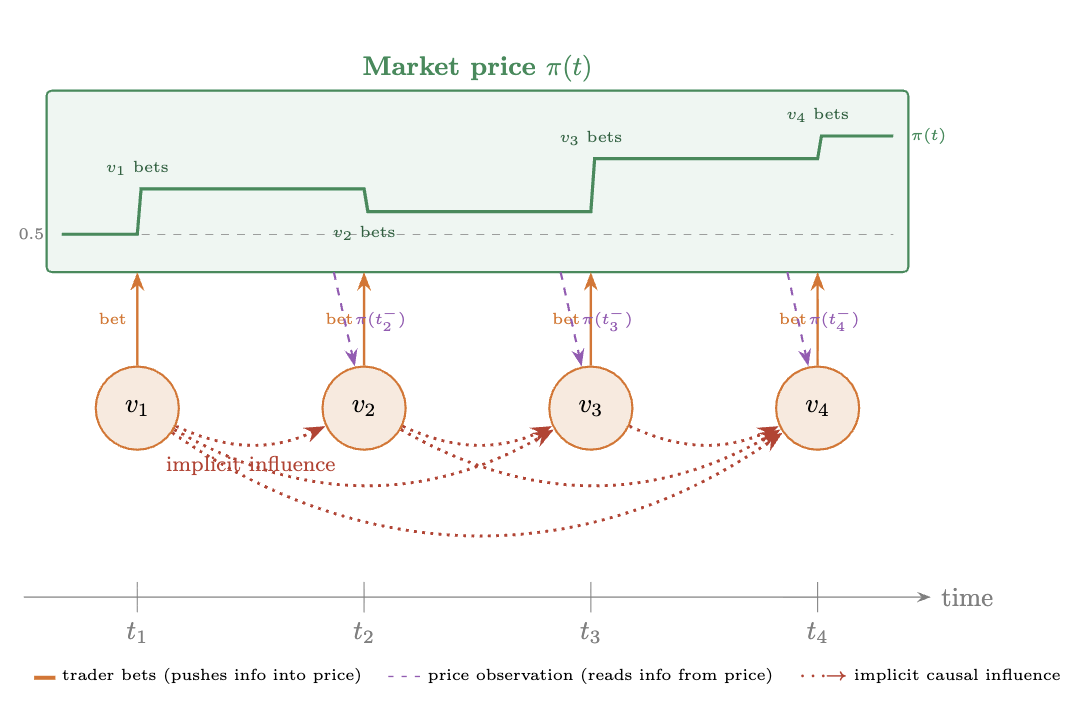 Market price π(t)
v₄ bets
v₃ bets
π(t)
v₁ bets
0.5
v₂ bets
bet
bet π(t₂⁻)
bet π(t₃⁻)
bet π(t₄⁻)
v₁
v₂
v₃
v₄
implicit influence
time
t₁
t₂
t₃
t₄
trader bets (pushes info into price)
price observation (reads info from price)
implicit causal influence